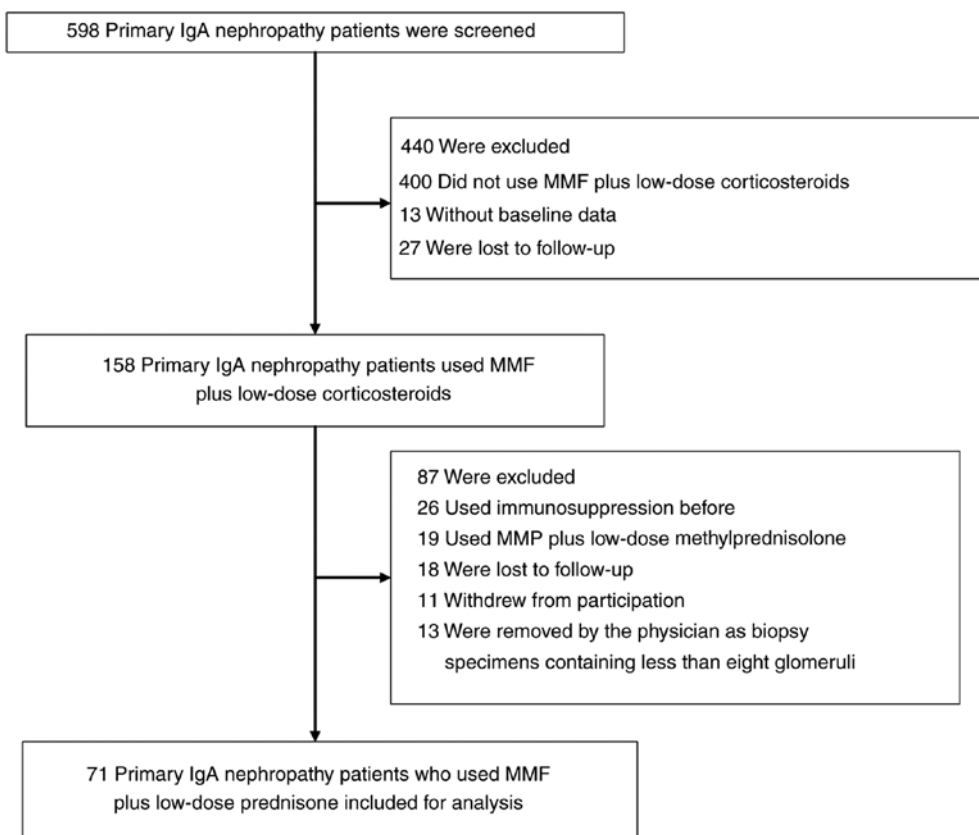 598 Primary IgA nephropathy patients were screened
440 Were excluded
400 Did not use MMF plus low-dose corticosteroids
13 Without baseline data
27 Were lost to follow-up
158 Primary IgA nephropathy patients used MMF
plus low-dose corticosteroids
87 Were excluded
26 Used immunosuppression before
19 Used MMP plus low-dose methylprednisolone
18 Were lost to follow-up
11 Withdrew from participation
13 Were removed by the physician as biopsy
specimens containing less than eight glomeruli
71 Primary IgA nephropathy patients who used MMF
plus low-dose prednisone included for analysis